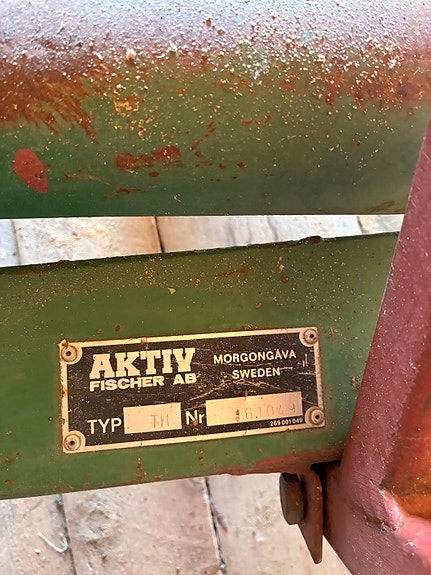 AKTIV
FISCHER AB
MORGONGÅVA
SWEDEN
TYP TH Nr
269 001 049